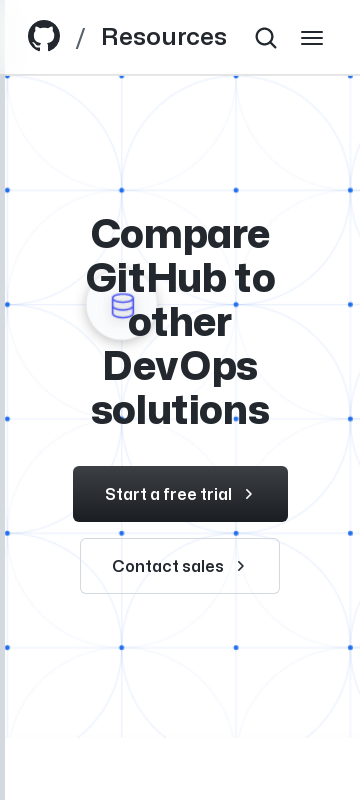 / Resources
Compare
GitHub to
other
DevOps
solutions
Start a free trial
Contact sales